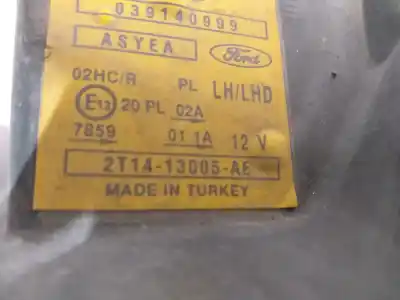 039140999
ASYEA Ford
02HC/R PL LH/LHD
E13 20 PL 02A
7859 01 1A 12 V
2T14-13005-AE
MADE IN TURKEY